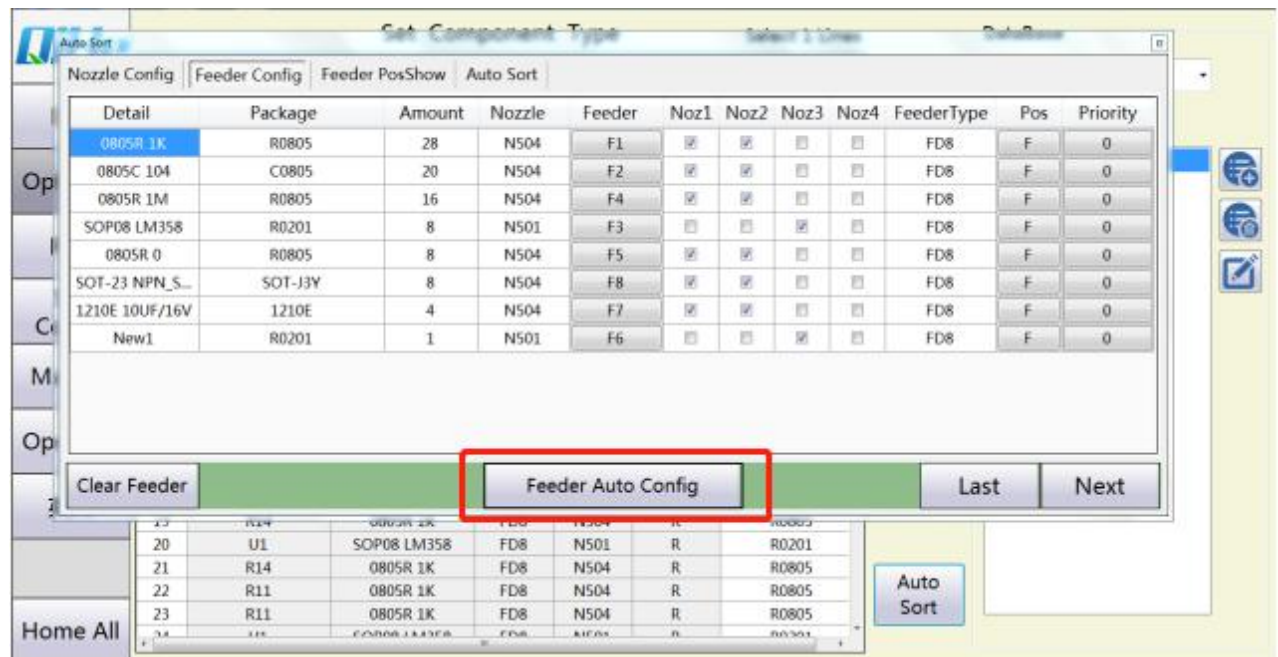 Set Component Type Select 1 Lines DataBase
Auto Sort
Nozzle Config Feeder Config Feeder PosShow Auto Sort
Detail Package Amount Nozzle Feeder Noz1 Noz2 Noz3 Noz4 FeederType Pos Priority
0805R 1K R0805 28 N504 F1 FD8 F 0
0805C 104 C0805 20 N504 F2 FD8 F 0
0805R 1M R0805 16 N504 F4 FD8 F 0
SOP08 LM358 R0201 8 N501 F3 FD8 F 0
0805R 0 R0805 8 N504 F5 FD8 F 0
SOT-23 NPN_S... SOT-J3Y 8 N504 F8 FD8 F 0
1210E 10UF/16V 1210E 4 N504 F7 FD8 F 0
New1 R0201 1 N501 F6 FD8 F 0
Op
Op
Clear Feeder Feeder Auto Config Last Next
20 U1 SOP08 LM358 FD8 N501 R R0201
21 R14 0805R 1K FD8 N504 R R0805
22 R11 0805R 1K FD8 N504 R R0805
23 R11 0805R 1K FD8 N504 R R0805
Auto
Sort
Home All